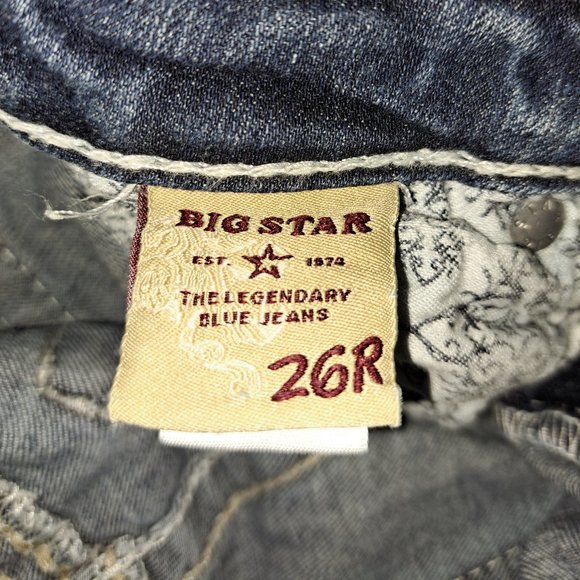 BIG STAR
EST. 1974
THE LEGENDARY
BLUE JEANS
26R